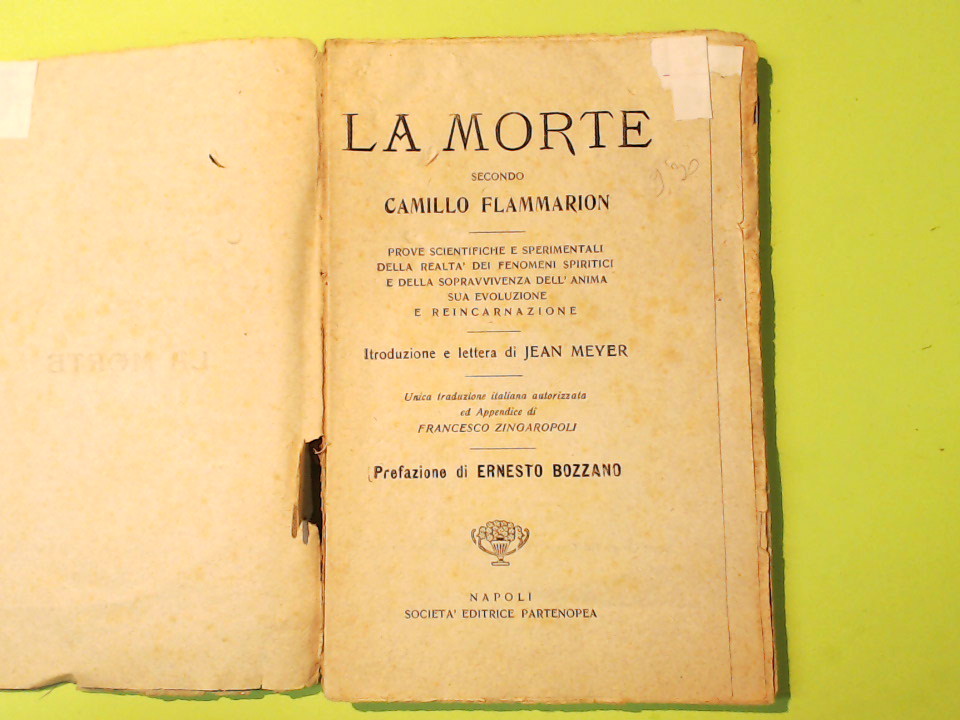 LA MORTE
SECONDO
CAMILLO FLAMMARION
PROVE SCIENTIFICHE E SPERIMENTALI
DELLA REALTA' DEI FENOMENI SPIRITICI
E DELLA SOPRAVVIVENZA DELL' ANIMA
SUA EVOLUZIONE
E REINCARNAZIONE
Itroduzione e lettera di JEAN MEYER
Unica traduzione italiana autorizzata
ed Appendice di
FRANCESCO ZINGAROPOLI
Prefazione di ERNESTO BOZZANO
NAPOLI
SOCIETA' EDITRICE PARTENOPEA